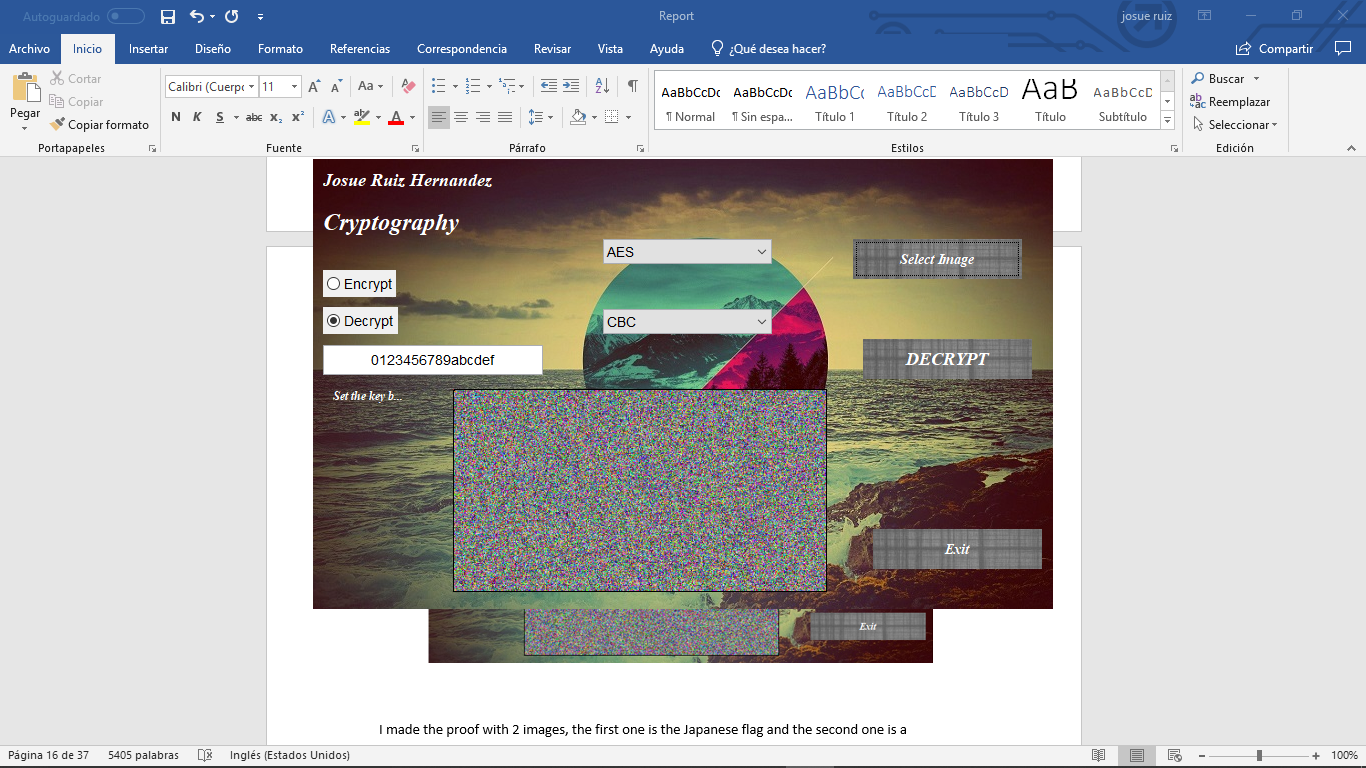 Autoguardado
Report
josue ruiz
Archivo Inicio Insertar Diseño Formato Referencias Correspondencia Revisar Vista Ayuda ¿Qué desea hacer? Compartir
Pegar
Cortar
Copiar
Copiar formato
Portapapeles
Calibri (Cuerpo 11
Aa
N K S abc x₂ x²
Fuente
Párrafo
AaBbCcDc AaBbCcDc AaBbCc AaBbCcD AaBbCcD AaB AaBbCcD
¶ Normal ¶ Sin espa... Título 1 Título 2 Título 3 Título Subtítulo
Estilos
Buscar
Reemplazar
Seleccionar
Edición
Josue Ruiz Hernandez
Cryptography
AES
Select Image
Encrypt
Decrypt
CBC
0123456789abcdef
DECRYPT
Set the key b...
Exit
Exit
I made the proof with 2 images, the first one is the Japanese flag and the second one is a
Página 16 de 37 5405 palabras Inglés (Estados Unidos) 100%